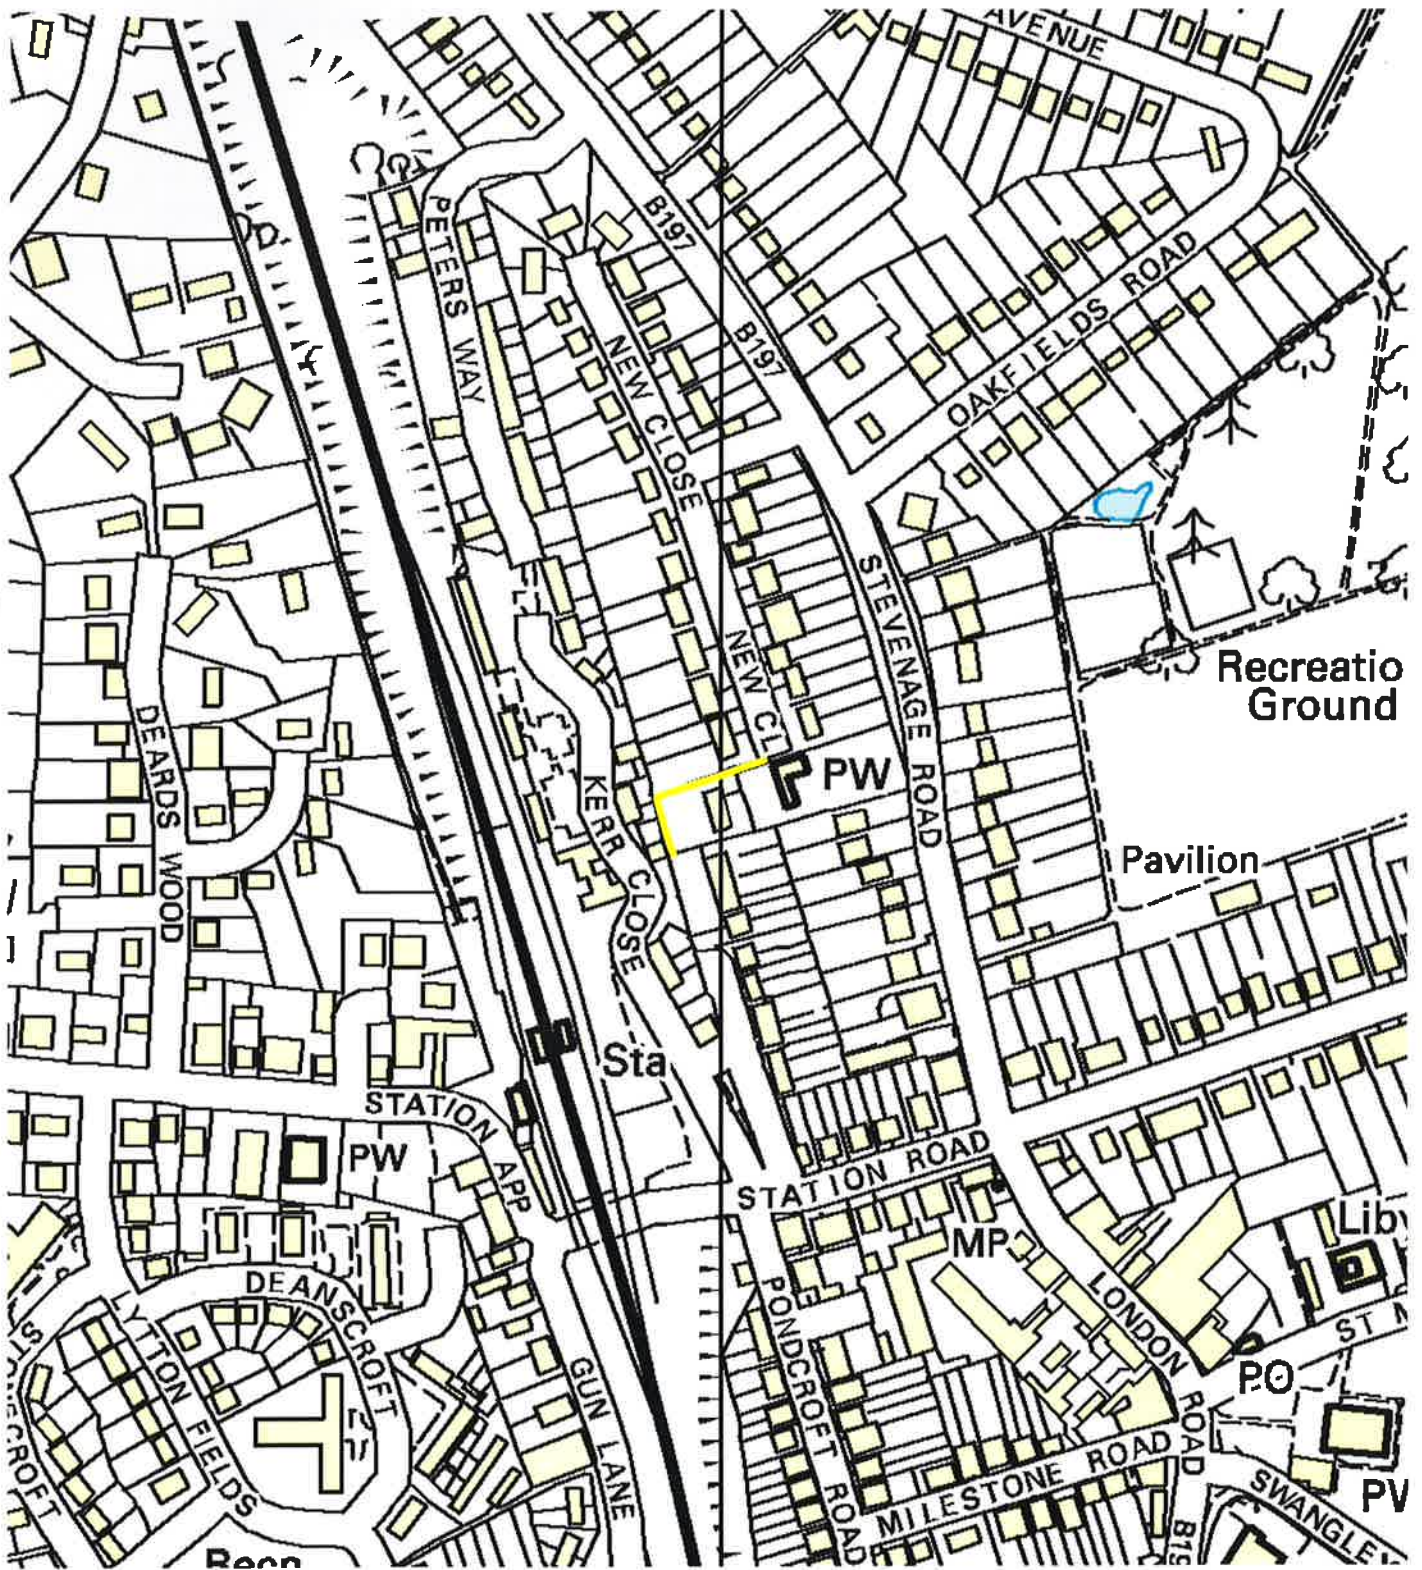 AVENUE
B197
PETERS WAY
B197
OAKFIELDS ROAD
NEW CLOSE
STEVENAGE ROAD
NEW CL
Recreatio
Ground
DEARDS WOOD
KERR CLOSE
PW
Pavilion
Sta
STATION APP
PW
STATION ROAD
MP
Lib
DEANSCROFT
LYTTON FIELDS
PONDCROFT ROAD
LONDON ROAD
ST
PO
GUN LANE
MILESTONE ROAD
SWANGLE
B19
Recn